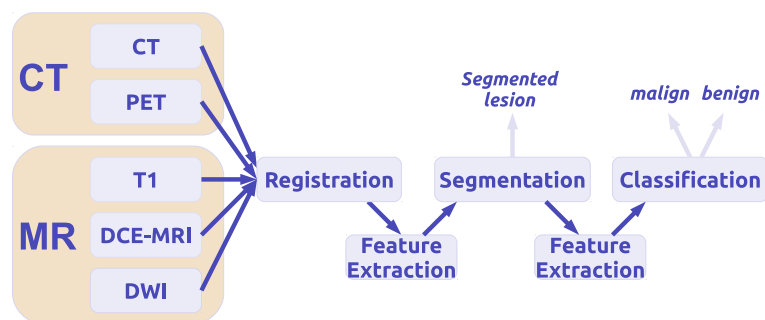 CT
CT
PET
MR
T1
DCE-MRI
DWI
Registration
Feature
Extraction
Segmentation
Segmented
lesion
Feature
Extraction
Classification
malign benign